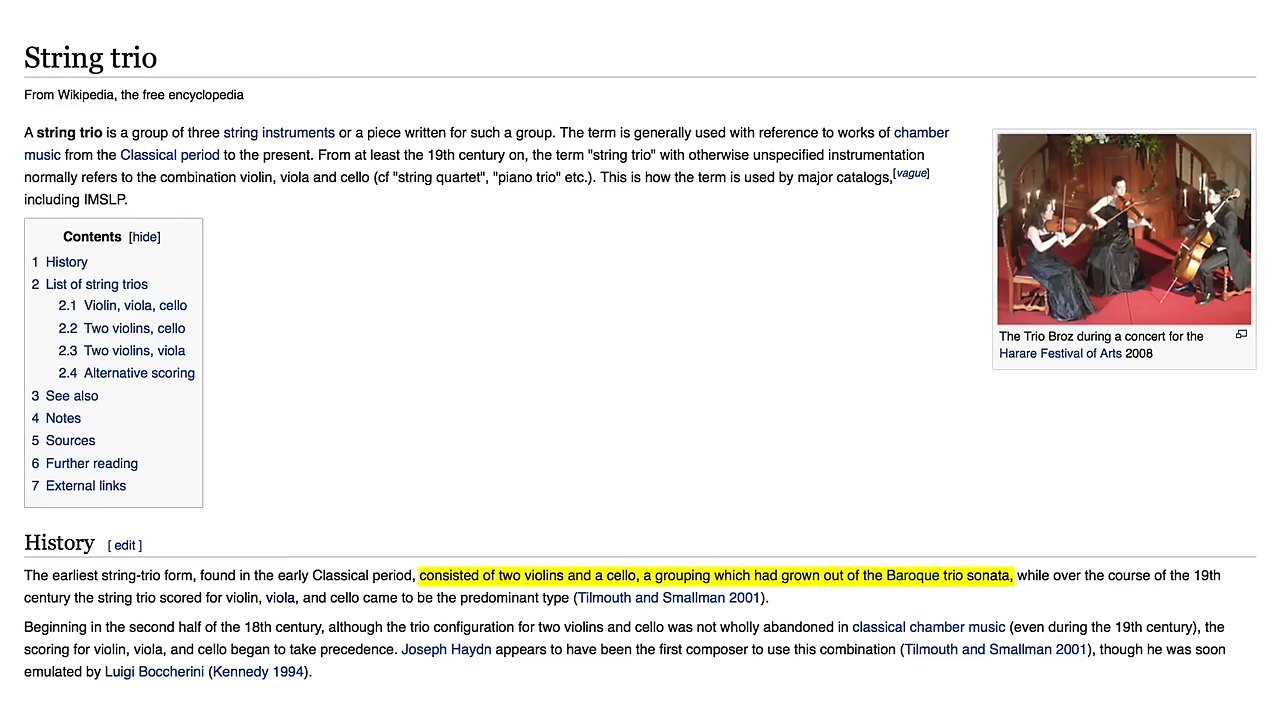 String trio
From Wikipedia, the free encyclopedia
A string trio is a group of three string instruments or a piece written for such a group. The term is generally used with reference to works of chamber
music from the Classical period to the present. From at least the 19th century on, the term "string trio" with otherwise unspecified instrumentation
normally refers to the combination violin, viola and cello (cf "string quartet", "piano trio" etc.). This is how the term is used by major catalogs,[vague]
including IMSLP.
The Trio Broz during a concert for the
Harare Festival of Arts 2008
Contents [hide]
1 History
2 List of string trios
2.1 Violin, viola, cello
2.2 Two violins, cello
2.3 Two violins, viola
2.4 Alternative scoring
3 See also
4 Notes
5 Sources
6 Further reading
7 External links
History [ edit ]
The earliest string-trio form, found in the early Classical period, consisted of two violins and a cello, a grouping which had grown out of the Baroque trio sonata, while over the course of the 19th
century the string trio scored for violin, viola, and cello came to be the predominant type (Tilmouth and Smallman 2001).
Beginning in the second half of the 18th century, although the trio configuration for two violins and cello was not wholly abandoned in classical chamber music (even during the 19th century), the
scoring for violin, viola, and cello began to take precedence. Joseph Haydn appears to have been the first composer to use this combination (Tilmouth and Smallman 2001), though he was soon
emulated by Luigi Boccherini (Kennedy 1994).